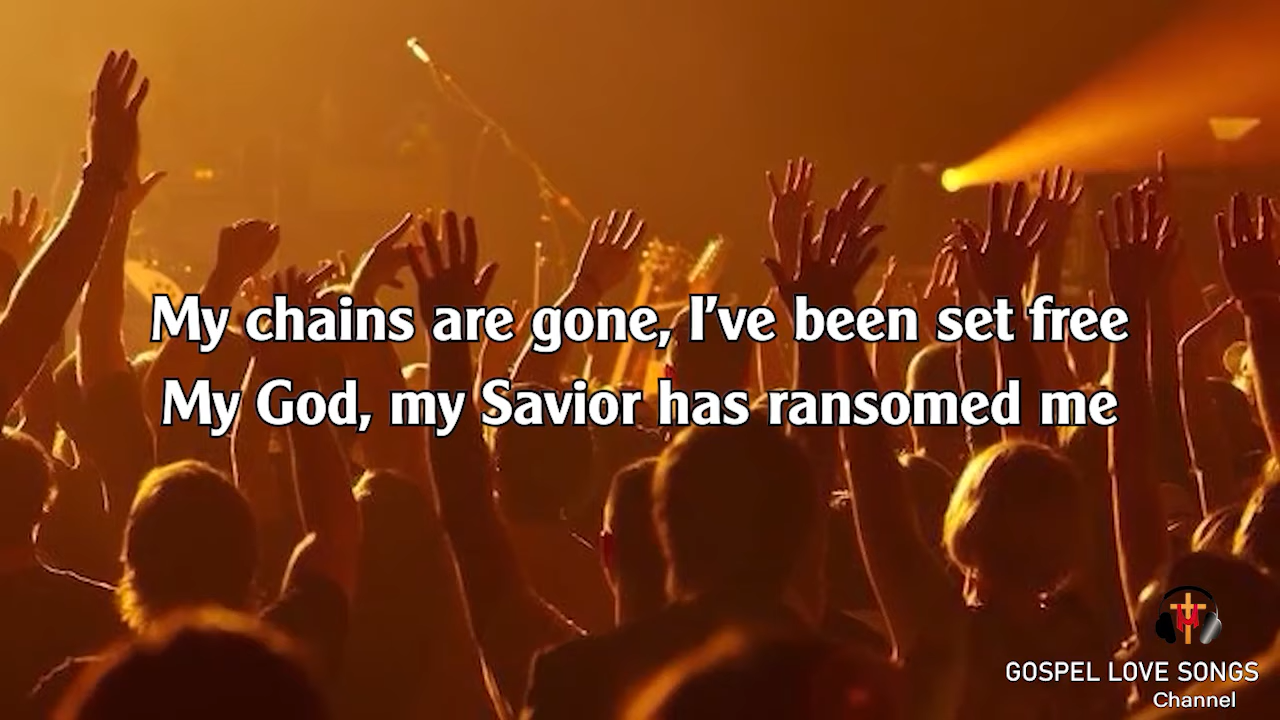 My chains are gone, I've been set free
My God, my Savior has ransomed me
GOSPEL LOVE SONGS
Channel